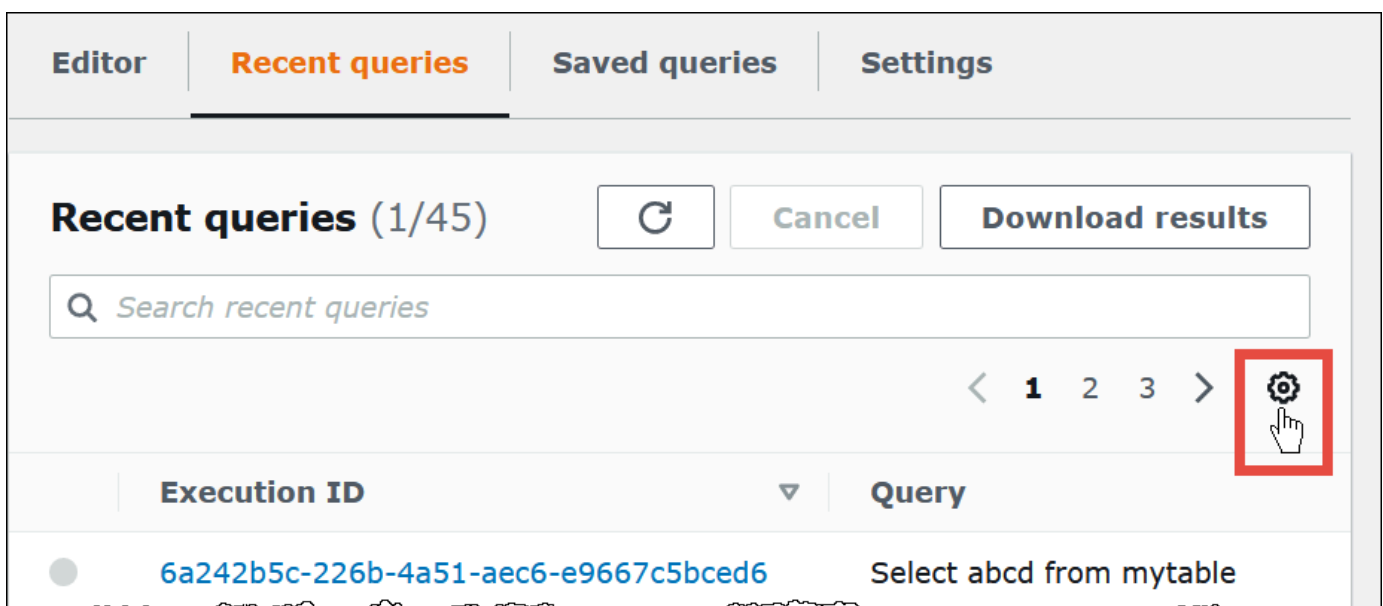 Editor Recent queries Saved queries Settings
Recent queries (1/45) Cancel Download results
Search recent queries
1 2 3
Execution ID Query
6a242b5c-226b-4a51-aec6-e9667c5bced6 Select abcd from mytable